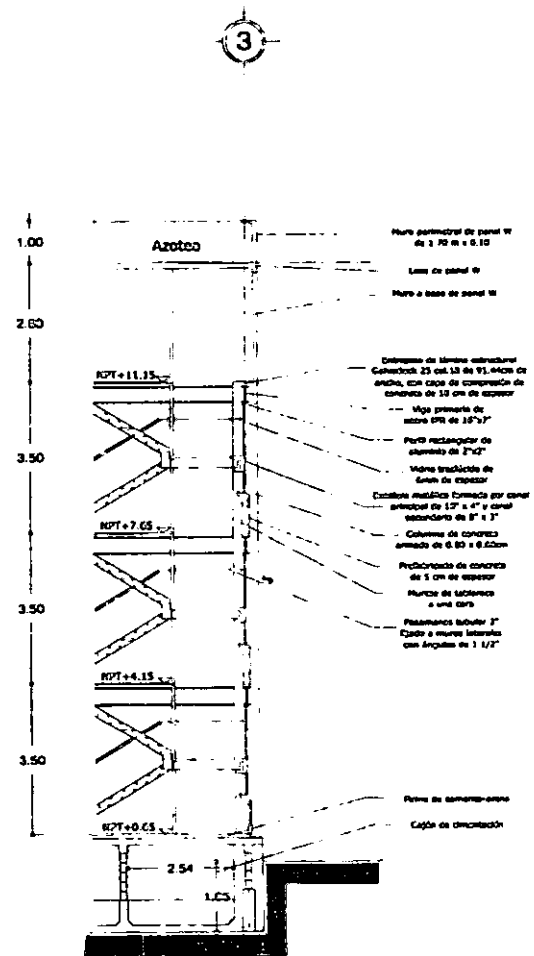 3
1.00
Azotea
Muro perimetral de panel W
de 1 70 m x 0.10
Losa de panel W
2.80
Muro a base de panel W
Entrepiso de lámina estructural
Galvadeck 25 cal.18 de 91.44cm de
ancho, con capa de compresión de
concreto de 10 cm de espesor
NPT+11.15
Viga primaria de
acero IPR de 16"x7"
Perfil rectangular de
aluminio de 2"x2"
3.50
Vidrio traslúcido de
6mm de espesor
Escalera metálica formada por canal
principal de 10" x 4" y canal
secundario de 8" x 3"
NPT+7.65
Columna de concreto
armado de 0.80 x 0.60cm
Prefabricado de concreto
de 5 cm de espesor
Muros de tablaroca
a una cara
3.50
Pasamanos tubular 2"
fijado a muros laterales
con ángulos de 1 1/2"
NPT+4.15
3.50
Firme de cemento-arena
NPT+0.65
Cajón de cimentación
2.54